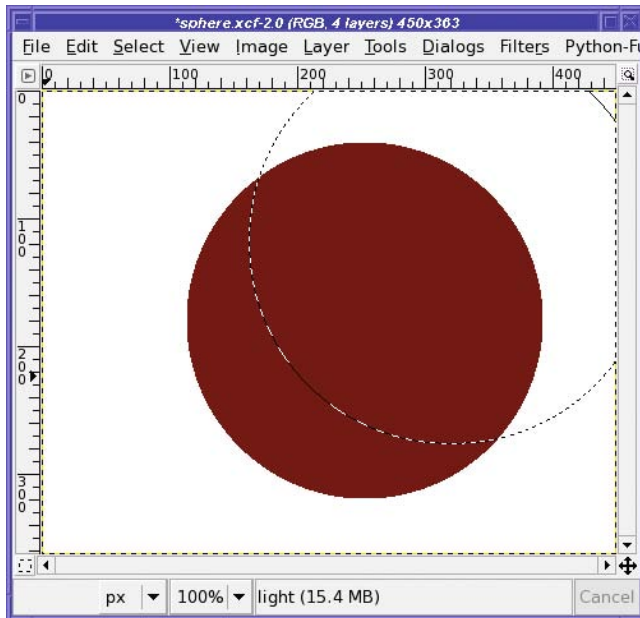 *sphere.xcf-2.0 (RGB, 4 layers) 450x363
File Edit Select View Image Layer Tools Dialogs Filters Python-Fu
0 100 200 300 400
0
100
200
300
px 100% light (15.4 MB) Cancel